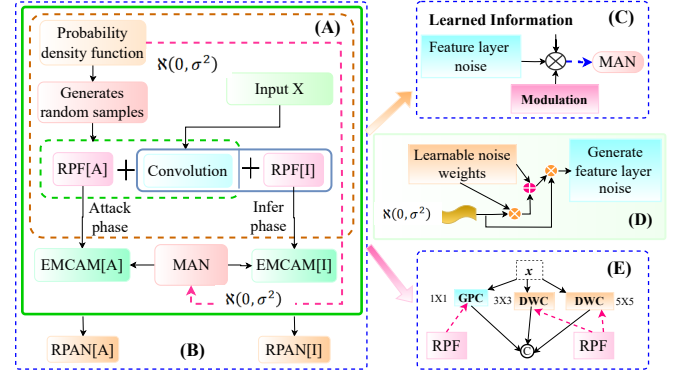 (A)
Probability
density function
ℵ(0, σ²)
Generates
random samples
Input X
RPF[A]
+
Convolution
+
RPF[I]
Attack
phase
Infer
phase
EMCAM[A]
MAN
EMCAM[I]
ℵ(0, σ²)
RPAN[A]
(B)
RPAN[I]
(C)
Learned Information
Feature layer
noise
MAN
Modulation
Learnable noise
weights
Generate
feature layer
noise
ℵ(0, σ²)
(D)
(E)
x
1X1
GPC
3X3
DWC
DWC
5X5
RPF
RPF
©